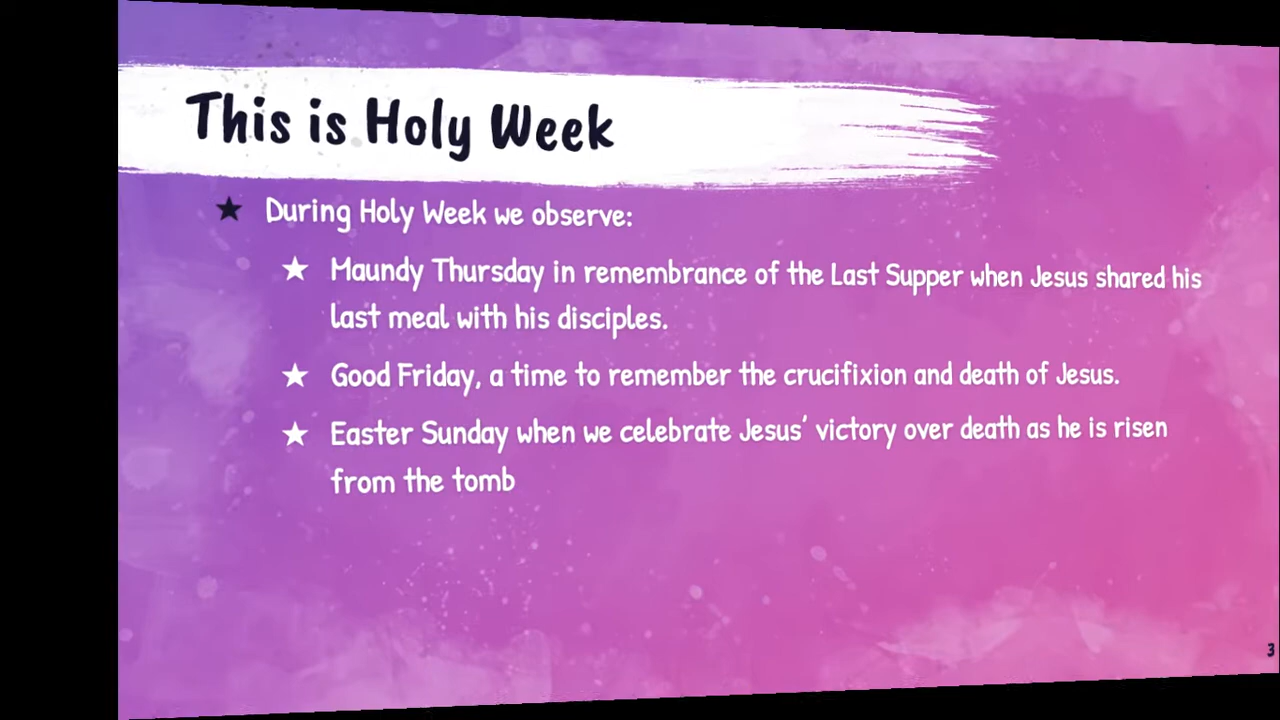 This is Holy Week
During Holy Week we observe:
Maundy Thursday in remembrance of the Last Supper when Jesus shared his
last meal with his disciples.
Good Friday, a time to remember the crucifixion and death of Jesus.
Easter Sunday when we celebrate Jesus’ victory over death as he is risen
from the tomb
3